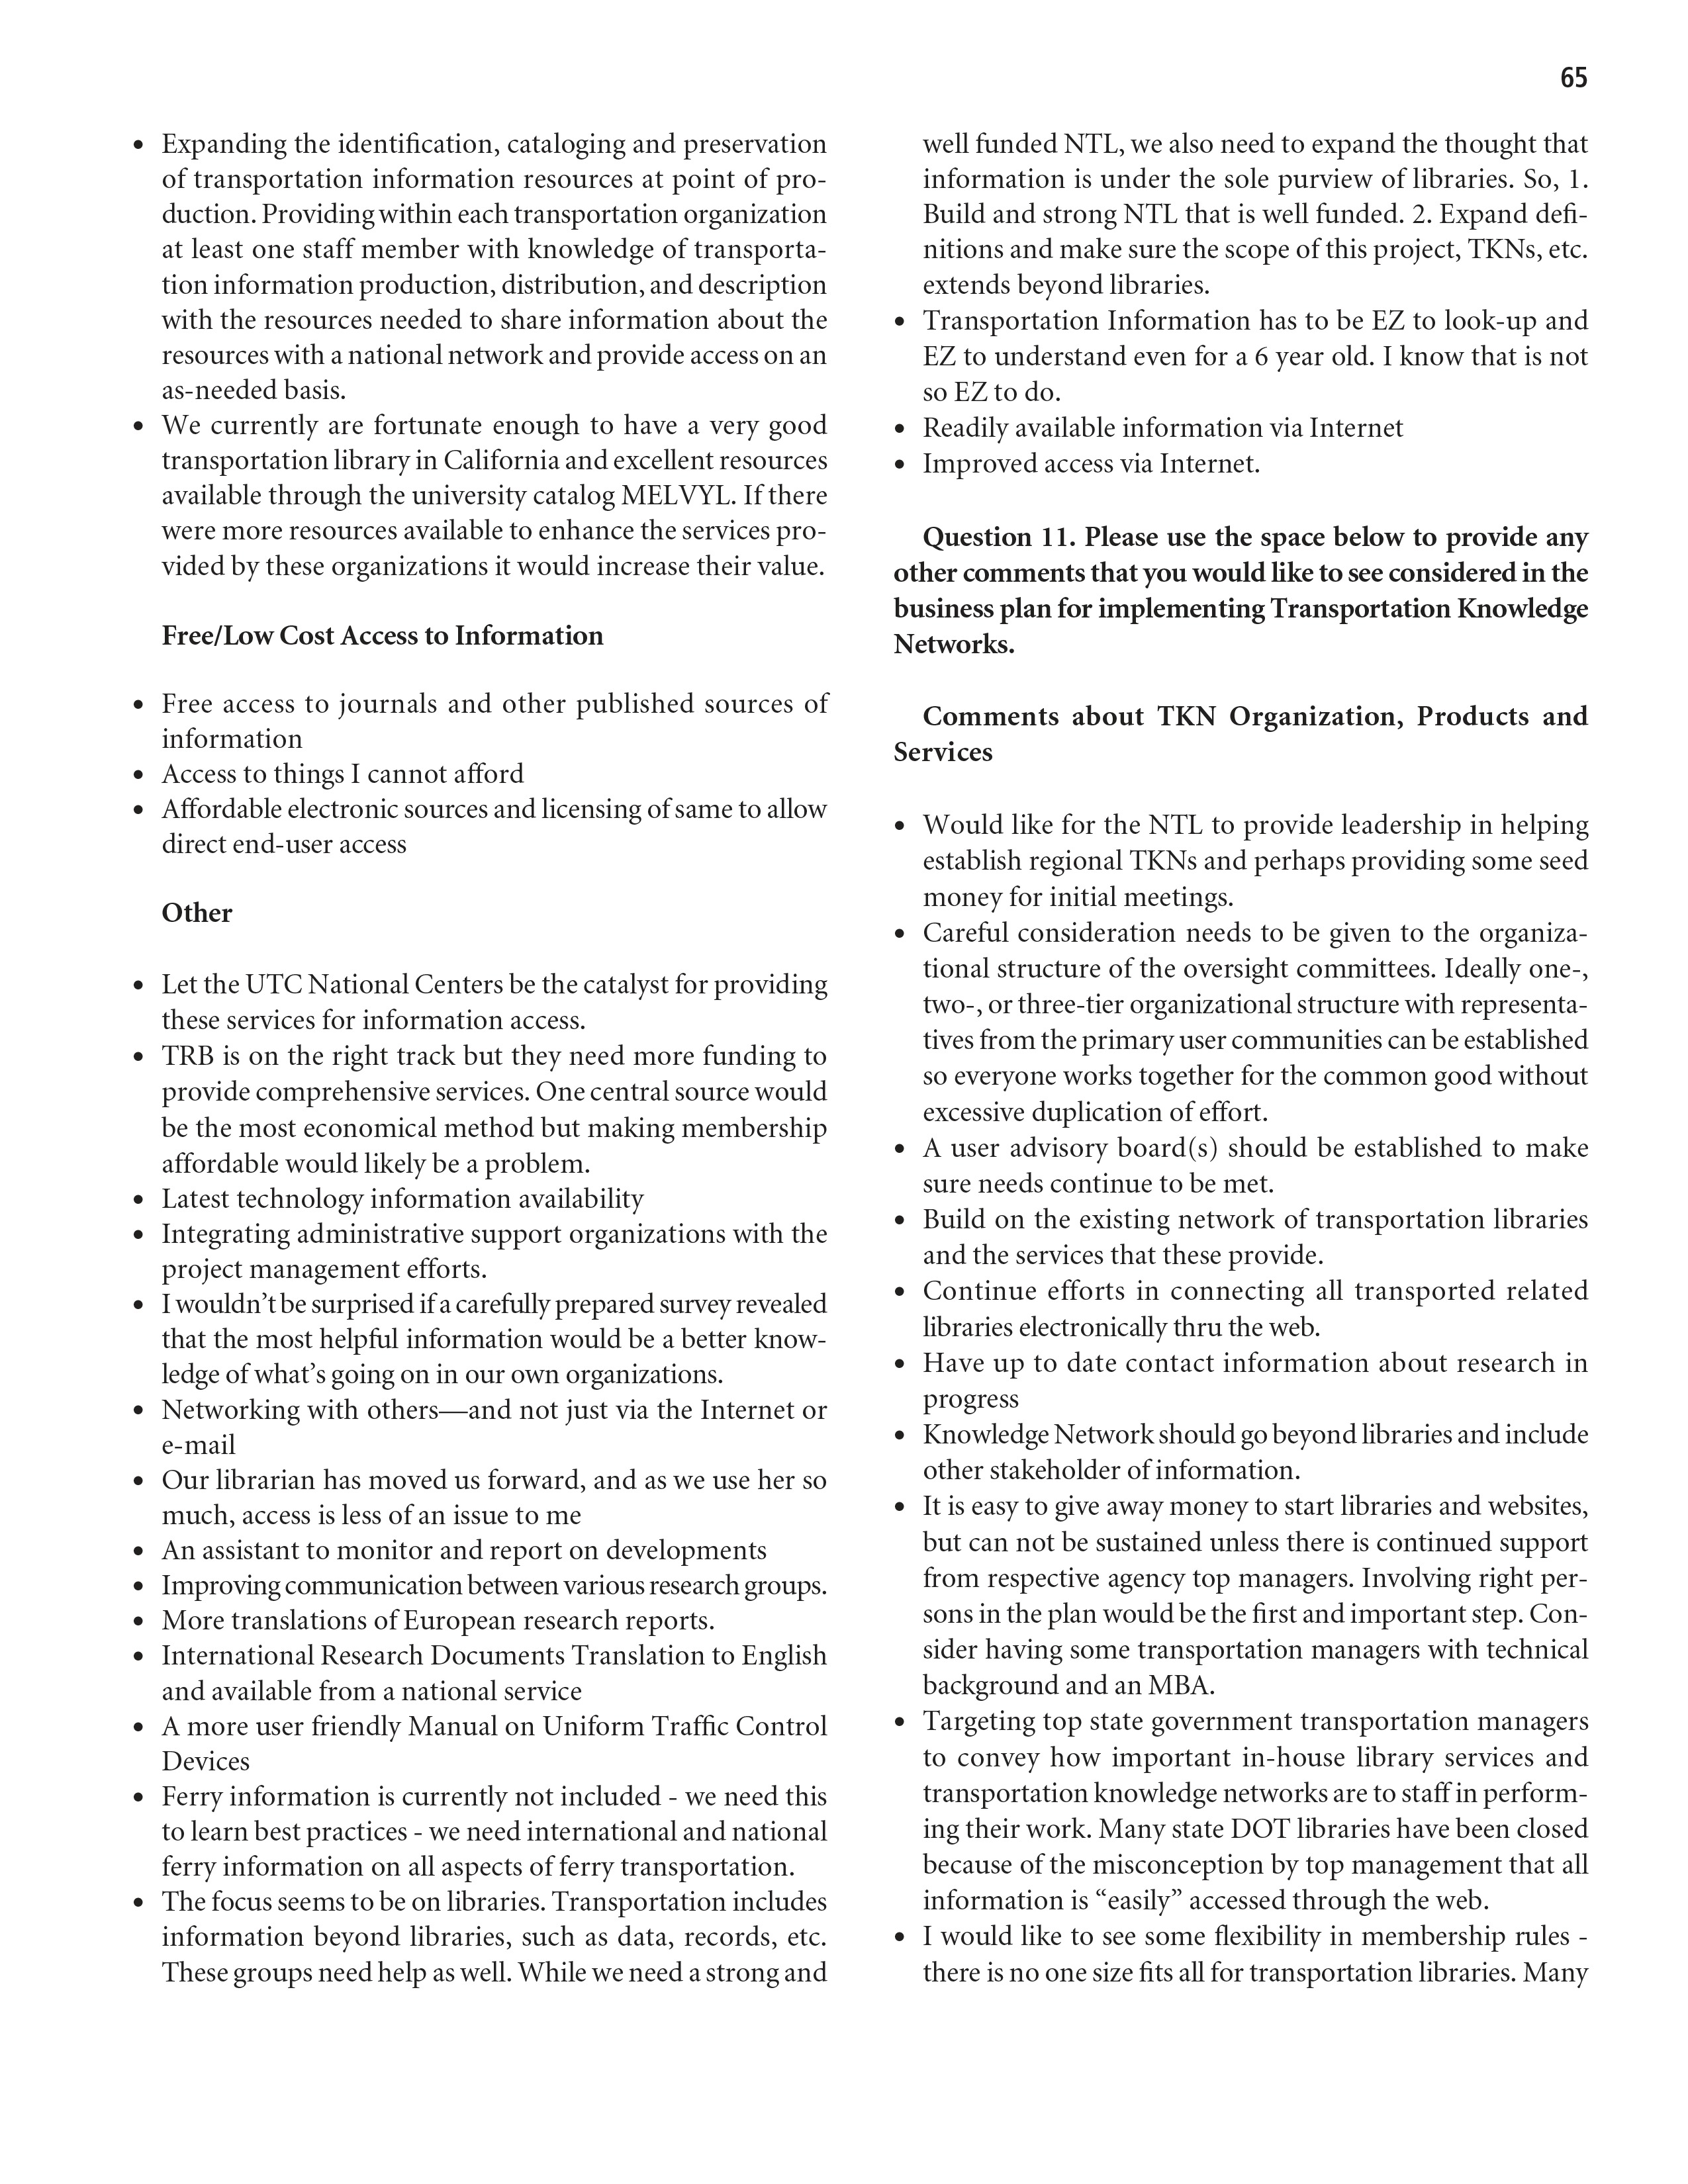 65
• Expanding the identification, cataloging and preservation
of transportation information resources at point of pro-
duction. Providing within each transportation organization
at least one staff member with knowledge of transporta-
tion information production, distribution, and description
with the resources needed to share information about the
resources with a national network and provide access on an
as-needed basis.
• We currently are fortunate enough to have a very good
transportation library in California and excellent resources
available through the university catalog MELVYL. If there
were more resources available to enhance the services pro-
vided by these organizations it would increase their value.
Free/Low Cost Access to Information
• Free access to journals and other published sources of
information
• Access to things I cannot afford
• Affordable electronic sources and licensing of same to allow
direct end-user access
Other
• Let the UTC National Centers be the catalyst for providing
these services for information access.
• TRB is on the right track but they need more funding to
provide comprehensive services. One central source would
be the most economical method but making membership
affordable would likely be a problem.
• Latest technology information availability
• Integrating administrative support organizations with the
project management efforts.
• I wouldn’t be surprised if a carefully prepared survey revealed
that the most helpful information would be a better know-
ledge of what’s going on in our own organizations.
• Networking with others—and not just via the Internet or
e-mail
• Our librarian has moved us forward, and as we use her so
much, access is less of an issue to me
• An assistant to monitor and report on developments
• Improving communication between various research groups.
• More translations of European research reports.
• International Research Documents Translation to English
and available from a national service
• A more user friendly Manual on Uniform Traffic Control
Devices
• Ferry information is currently not included - we need this
to learn best practices - we need international and national
ferry information on all aspects of ferry transportation.
• The focus seems to be on libraries. Transportation includes
information beyond libraries, such as data, records, etc.
These groups need help as well. While we need a strong and
well funded NTL, we also need to expand the thought that
information is under the sole purview of libraries. So, 1.
Build and strong NTL that is well funded. 2. Expand defi-
nitions and make sure the scope of this project, TKNs, etc.
extends beyond libraries.
• Transportation Information has to be EZ to look-up and
EZ to understand even for a 6 year old. I know that is not
so EZ to do.
• Readily available information via Internet
• Improved access via Internet.
Question 11. Please use the space below to provide any
other comments that you would like to see considered in the
business plan for implementing Transportation Knowledge
Networks.
Comments about TKN Organization, Products and
Services
• Would like for the NTL to provide leadership in helping
establish regional TKNs and perhaps providing some seed
money for initial meetings.
• Careful consideration needs to be given to the organiza-
tional structure of the oversight committees. Ideally one-,
two-, or three-tier organizational structure with representa-
tives from the primary user communities can be established
so everyone works together for the common good without
excessive duplication of effort.
• A user advisory board(s) should be established to make
sure needs continue to be met.
• Build on the existing network of transportation libraries
and the services that these provide.
• Continue efforts in connecting all transported related
libraries electronically thru the web.
• Have up to date contact information about research in
progress
• Knowledge Network should go beyond libraries and include
other stakeholder of information.
• It is easy to give away money to start libraries and websites,
but can not be sustained unless there is continued support
from respective agency top managers. Involving right per-
sons in the plan would be the first and important step. Con-
sider having some transportation managers with technical
background and an MBA.
• Targeting top state government transportation managers
to convey how important in-house library services and
transportation knowledge networks are to staff in perform-
ing their work. Many state DOT libraries have been closed
because of the misconception by top management that all
information is “easily” accessed through the web.
• I would like to see some flexibility in membership rules -
there is no one size fits all for transportation libraries. Many